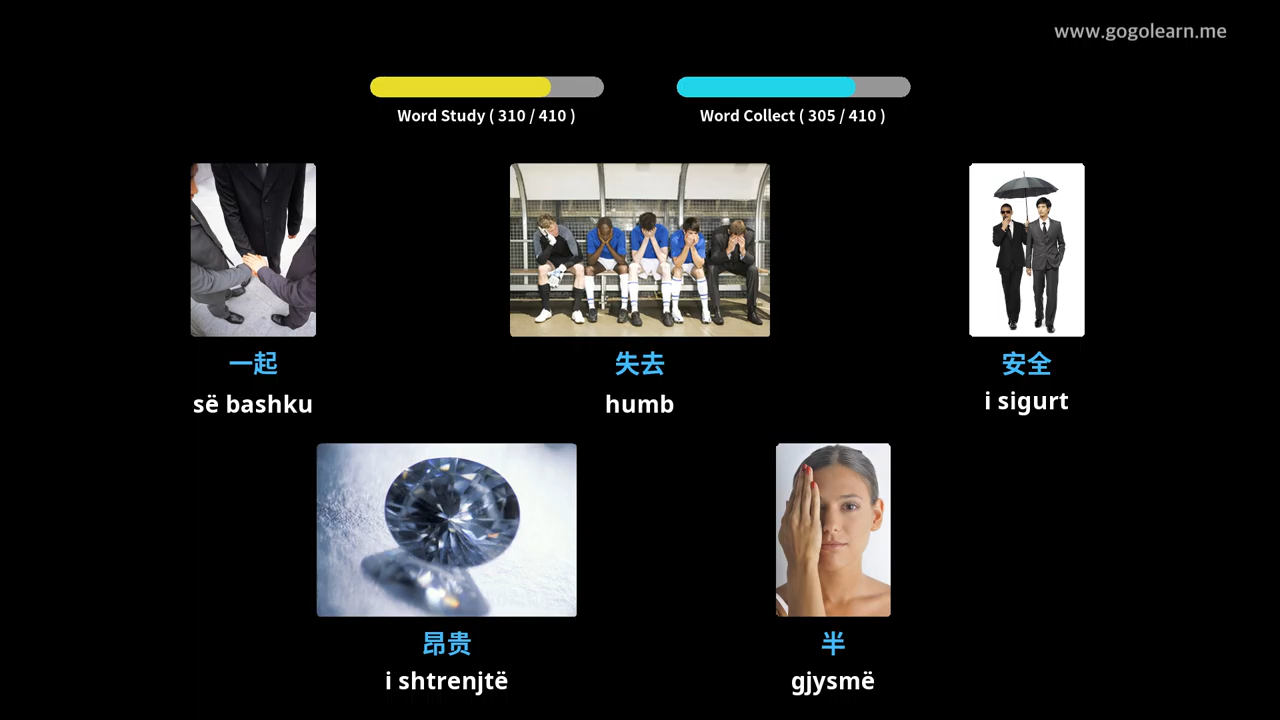 www.gogolearn.me
Word Study ( 310 / 410 )
Word Collect ( 305 / 410 )
一起
失去
安全
së bashku
humb
i sigurt
昂贵
半
i shtrenjtë
gjysmë